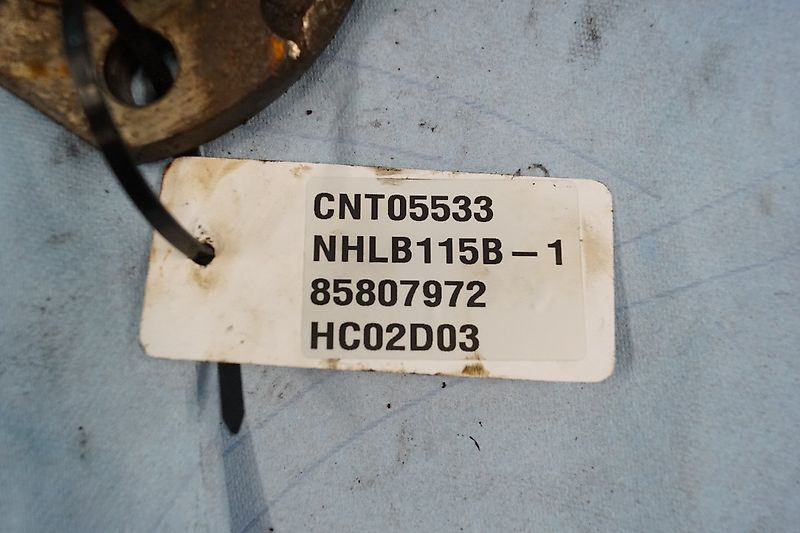 CNT05533
NHLB115B – 1
85807972
HC02D03